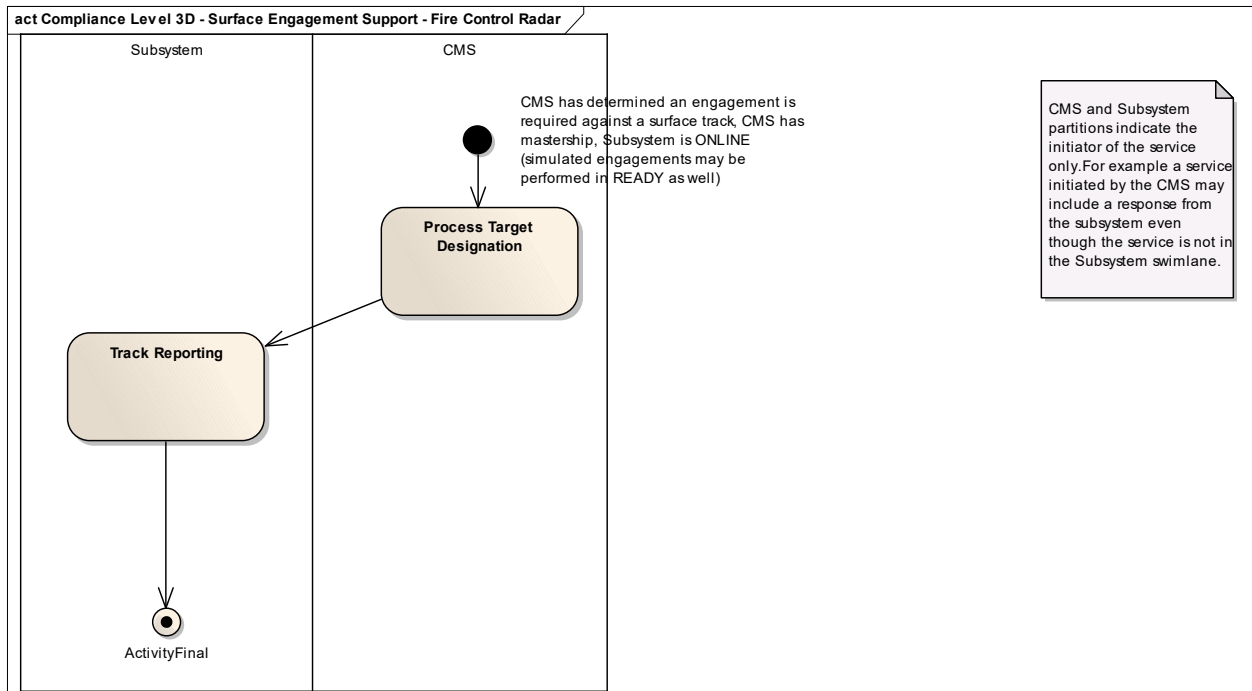 act Compliance Level 3D - Surface Engagement Support - Fire Control Radar
Subsystem
CMS
CMS has determined an engagement is
required against a surface track, CMS has
mastership, Subsystem is ONLINE
(simulated engagements may be
performed in READY as well)
CMS and Subsystem
partitions indicate the
initiator of the service
only.For example a service
initiated by the CMS may
include a response from
the subsystem even
though the service is not in
the Subsystem swimlane.
Process Target
Designation
Track Reporting
ActivityFinal